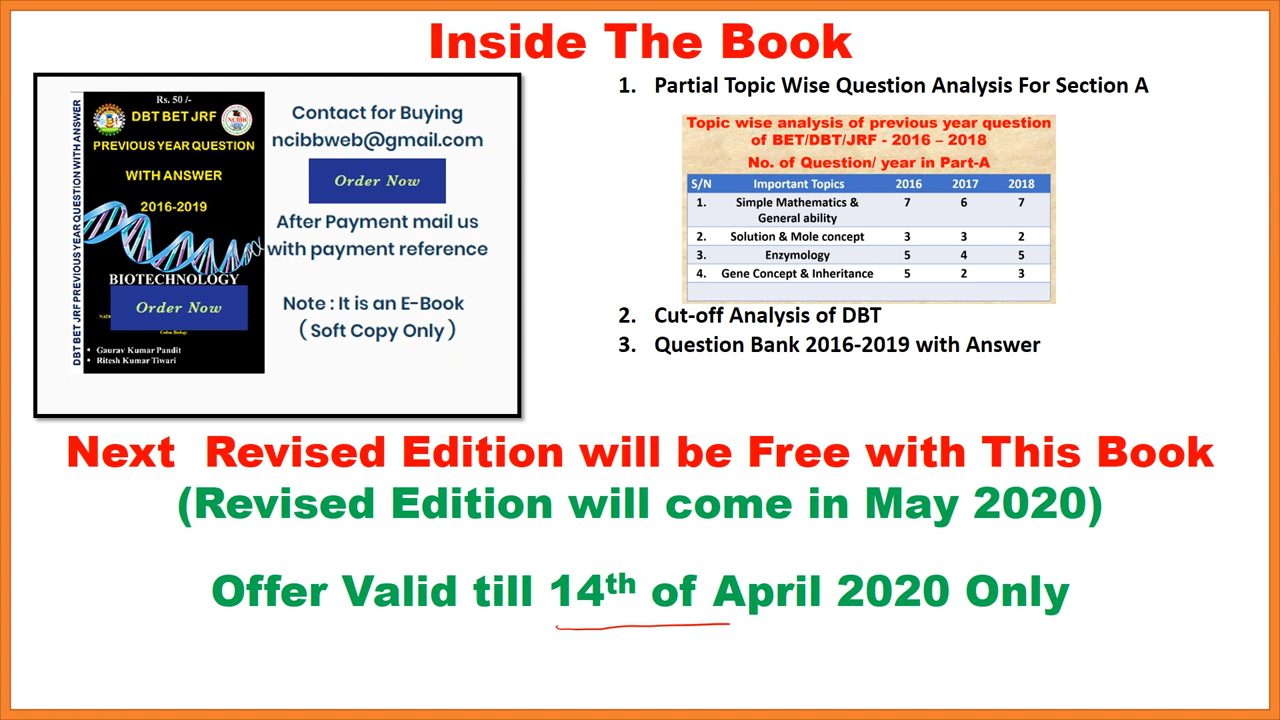 Inside The Book
DBT BET JRF PREVIOUS YEAR QUESTION WITH ANSWER
Rs. 50 /-
DBT BET JRF
NCIBB
PREVIOUS YEAR QUESTION
WITH ANSWER
2016-2019
BIOTECHNOLOGY
Order Now
Gaurav Kumar Pandit
Ritesh Kumar Tiwari
Contact for Buying
ncibbweb@gmail.com
Order Now
After Payment mail us
with payment reference
Note : It is an E-Book
( Soft Copy Only )
1. Partial Topic Wise Question Analysis For Section A
Topic wise analysis of previous year question
of BET/DBT/JRF - 2016 – 2018
No. of Question/ year in Part-A
S/N Important Topics 2016 2017 2018
1. Simple Mathematics & 7 6 7
General ability
2. Solution & Mole concept 3 3 2
3. Enzymology 5 4 5
4. Gene Concept & Inheritance 5 2 3
2. Cut-off Analysis of DBT
3. Question Bank 2016-2019 with Answer
Next Revised Edition will be Free with This Book
(Revised Edition will come in May 2020)
Offer Valid till 14th of April 2020 Only